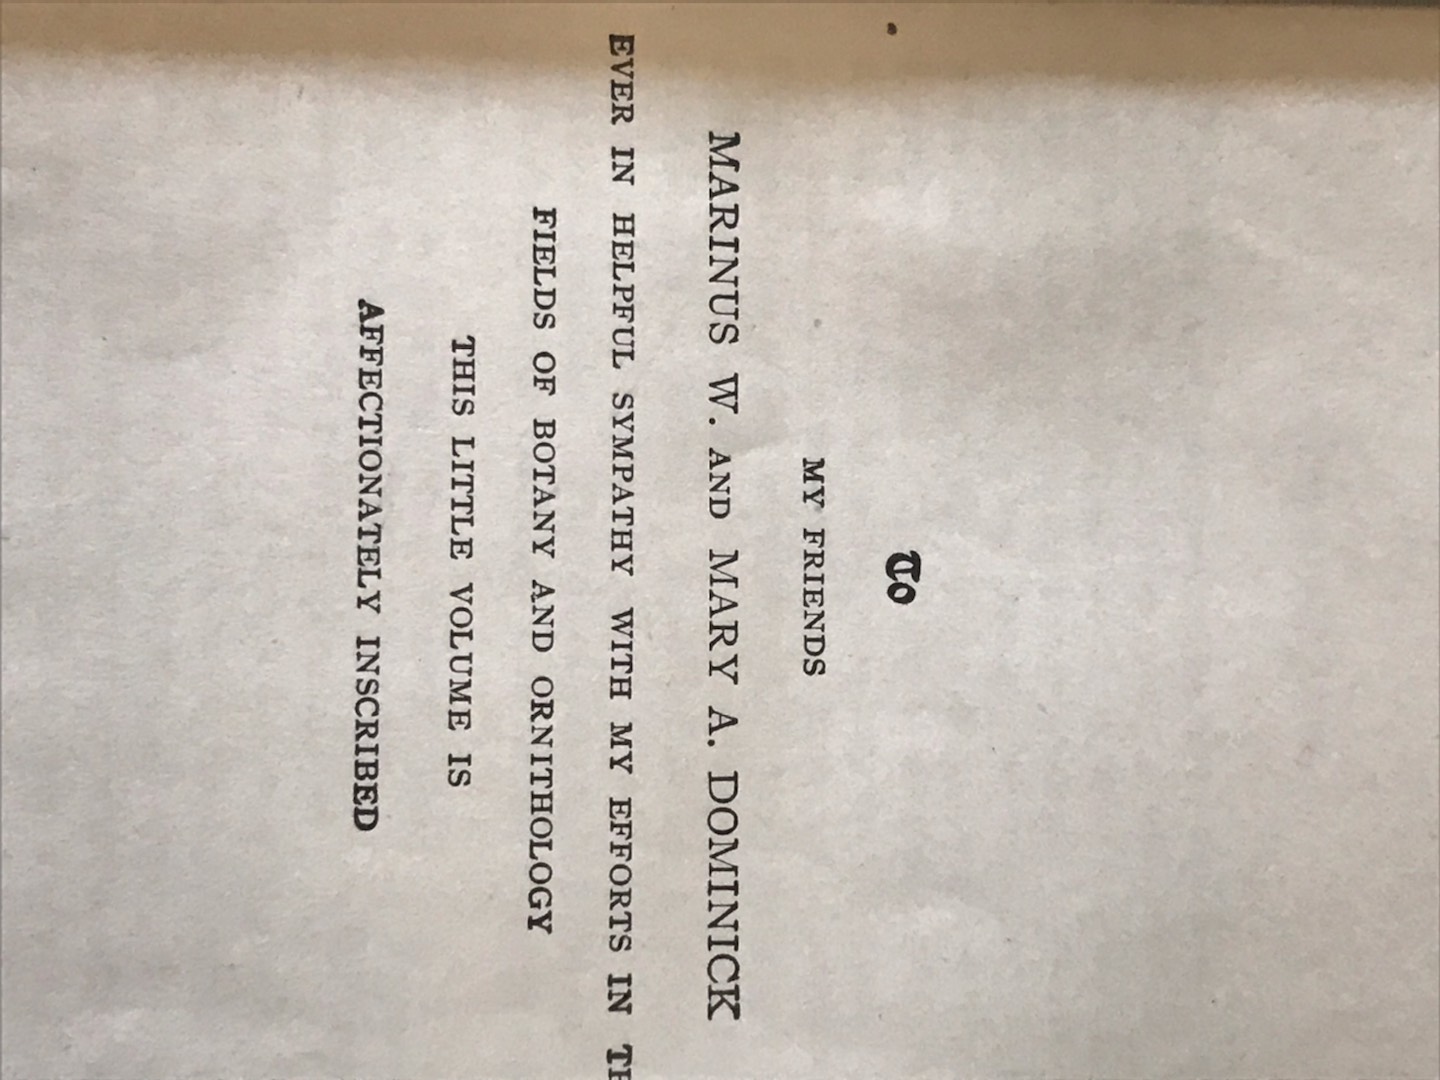 To
MY FRIENDS
MARINUS W. AND MARY A. DOMINICK
EVER IN HELPFUL SYMPATHY WITH MY EFFORTS IN
FIELDS OF BOTANY AND ORNITHOLOGY
THIS LITTLE VOLUME IS
AFFECTIONATELY INSCRIBED